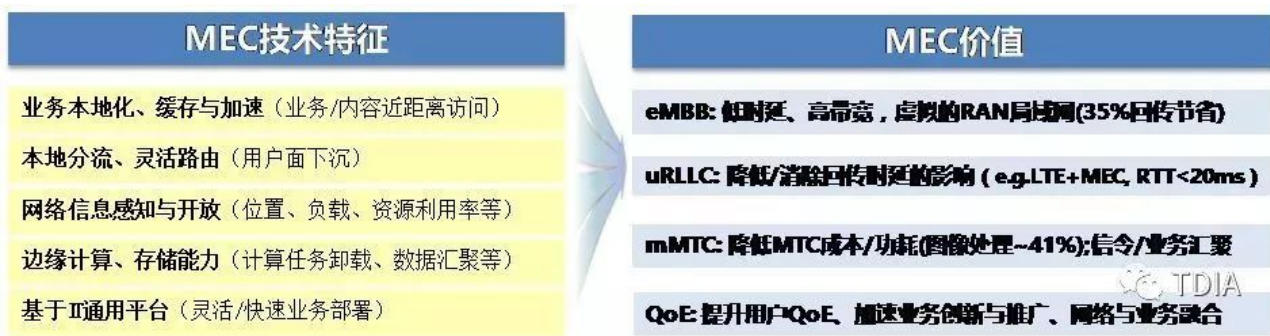 MEC技术特征
业务本地化、缓存与加速（业务/内容近距离访问）
本地分流、灵活路由（用户面下沉）
网络信息感知与开放（位置、负载、资源利用率等）
边缘计算、存储能力（计算任务卸载、数据汇聚等）
基于IT通用平台（灵活/快速业务部署）
MEC价值
eMBB: 低时延、高带宽，虚拟的RAN局域网(35%回传节省)
uRLLC: 降低/消除回传时延的影响（e.g.LTE+MEC, RTT<20ms）
mMTC: 降低MTC成本/功耗(图像处理~41%);信令/业务汇聚
QoE: 提升用户QoE、加速业务创新与推广、网络与业务融合
TDIA